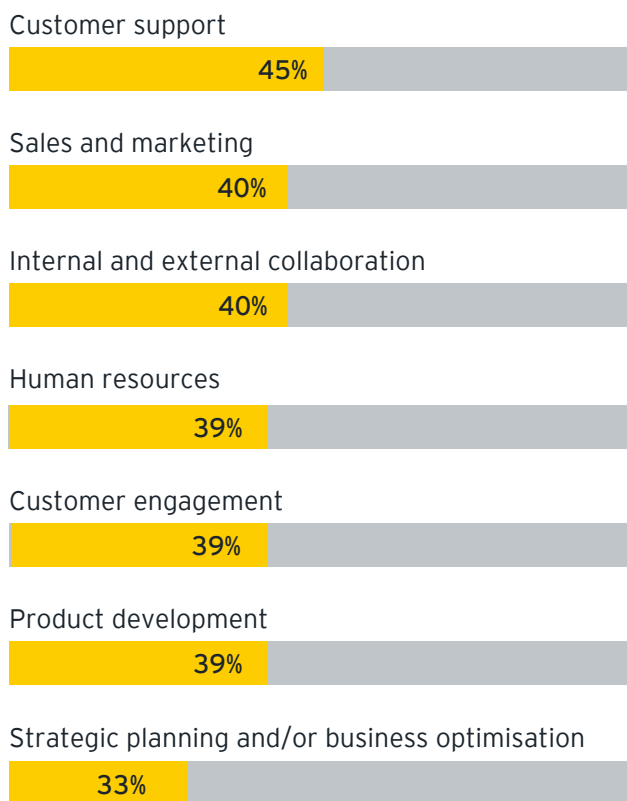 Customer support
45%
Sales and marketing
40%
Internal and external collaboration
40%
Human resources
39%
Customer engagement
39%
Product development
39%
Strategic planning and/or business optimisation
33%